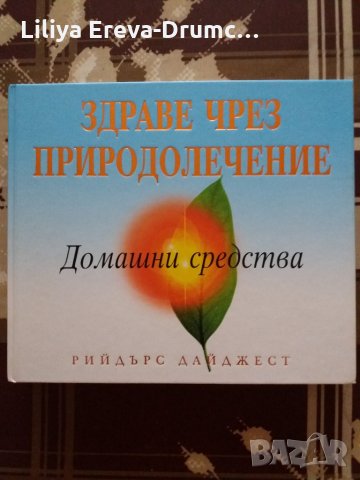 Liliya Ereva-Drumc...
ЗДРАВЕ ЧРЕЗ
ПРИРОДОЛЕЧЕНИЕ
Домашни средства
РИЙДЪРС ДАЙДЖЕСТ
BAZAR